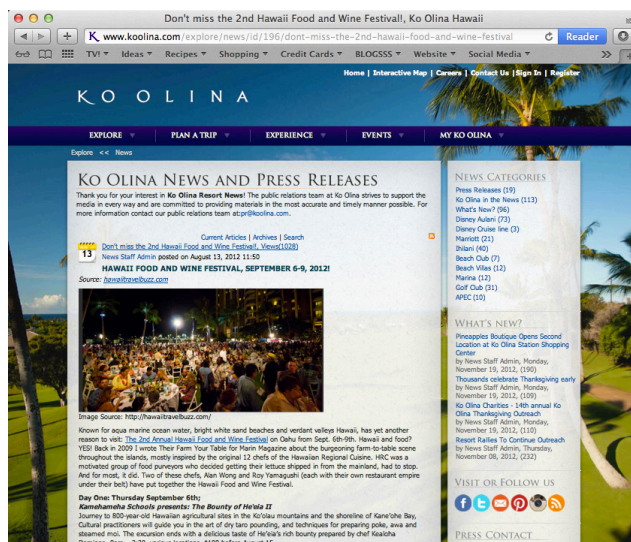 Don't miss the 2nd Hawaii Food and Wine Festival!, Ko Olina Hawaii
www.koolina.com/explore/news/id/196/dont-miss-the-2nd-hawaii-food-and-wine-festival
Reader
TV! Ideas Recipes Shopping Credit Cards BLOGSSS Website Social Media
Home | Interactive Map | Careers | Contact Us |Sign In | Register
KO OLINA
EXPLORE PLAN A TRIP EXPERIENCE EVENTS MY KO OLINA
Explore << News
Ko Olina News and Press Releases
Thank you for your interest in Ko Olina Resort News! The public relations team at Ko Olina strives to support the
media in every way and are committed to providing materials in the most accurate and timely manner possible. For
more information contact our public relations team at:pr@koolina.com.
Current Articles | Archives | Search
13
Don't miss the 2nd Hawaii Food and Wine Festival!, Views(1028)
News Staff Admin posted on August 13, 2012 11:50
HAWAII FOOD AND WINE FESTIVAL, SEPTEMBER 6-9, 2012!
Source: hawaiitravelbuzz.com
Image Source: http://hawaiitravelbuzz.com/
Known for aqua marine ocean water, bright white sand beaches and verdant valleys Hawaii, has yet another
reason to visit: The 2nd Annual Hawaii Food and Wine Festival on Oahu from Sept. 6th-9th. Hawaii and food?
YES! Back in 2009 I wrote Their Farm Your Table for Marin Magazine about the burgeoning farm-to-table scene
throughout the islands, mostly inspired by the original 12 chefs of the Hawaiian Regional Cuisine. HRC was a
motivated group of food purveyors who decided getting their lettuce shipped in from the mainland, had to stop.
And for most, it did. Two of these chefs, Alan Wong and Roy Yamaguchi (each with their own restaurant empire
under their belt) have put together the Hawaii Food and Wine Festival.
Day One: Thursday September 6th;
Kamehameha Schools presents: The Bounty of He'eia II
Journey to 800-year-old Hawaiian agricultural sites in the Ko'olau mountains and the shoreline of Kane'ohe Bay,
Cultural practitioners will guide you in the art of dry taro pounding, and techniques for preparing poke, awa and
steamed moi. The excursion ends with a delicious taste of He'eia's rich bounty prepared by chef Kealoha
News Categories
Press Releases (19)
Ko Olina in the News (113)
What's New? (96)
Disney Aulani (73)
Disney Cruise line (3)
Marriott (21)
Ihilani (40)
Beach Club (7)
Beach Villas (12)
Marina (12)
Golf Club (31)
APEC (10)
What's new?
Pineapples Boutique Opens Second
Location at Ko Olina Station Shopping
Center
by News Staff Admin, Monday,
November 19, 2012, (190)
Thousands celebrate Thanksgiving early
by News Staff Admin, Monday,
November 19, 2012, (109)
Ko Olina Charities - 14th annual Ko
Olina Thanksgiving Outreach
by News Staff Admin, Monday,
November 19, 2012, (90)
Resort Rallies To Continue Outreach
by News Staff Admin, Thursday,
November 08, 2012, (232)
Visit or Follow us
Press Contact